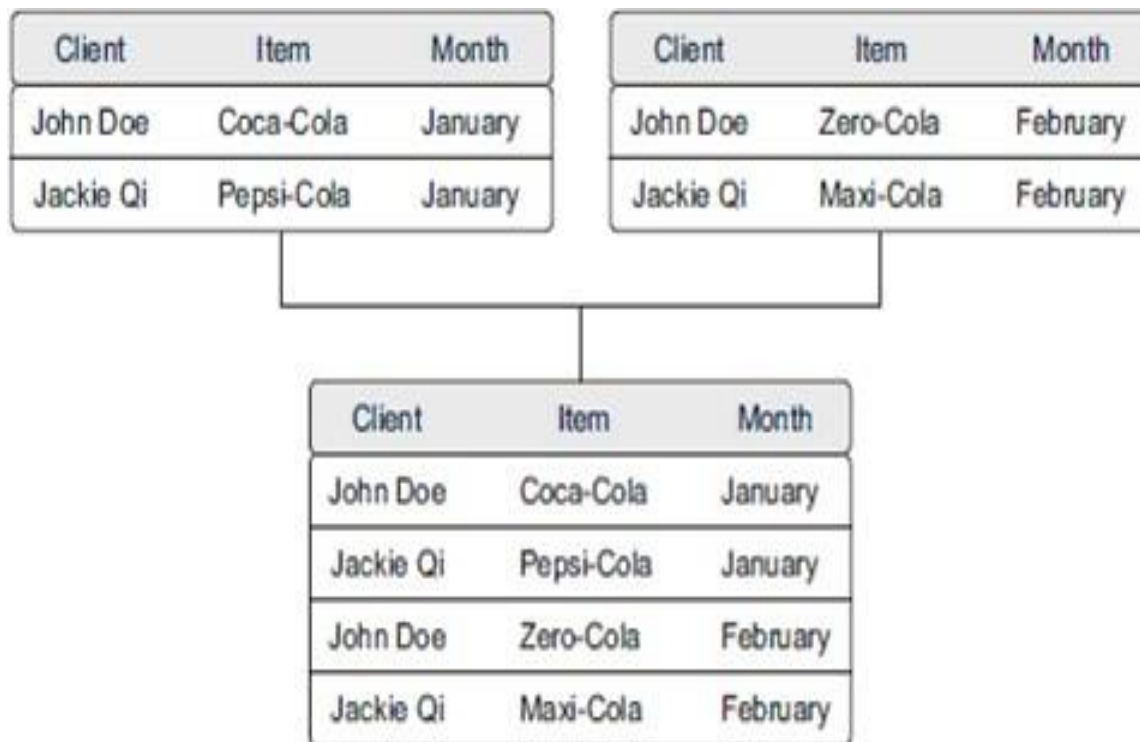 Client Item Month
John Doe Coca-Cola January
Jackie Qi Pepsi-Cola January
Client Item Month
John Doe Zero-Cola February
Jackie Qi Maxi-Cola February
Client Item Month
John Doe Coca-Cola January
Jackie Qi Pepsi-Cola January
John Doe Zero-Cola February
Jackie Qi Maxi-Cola February